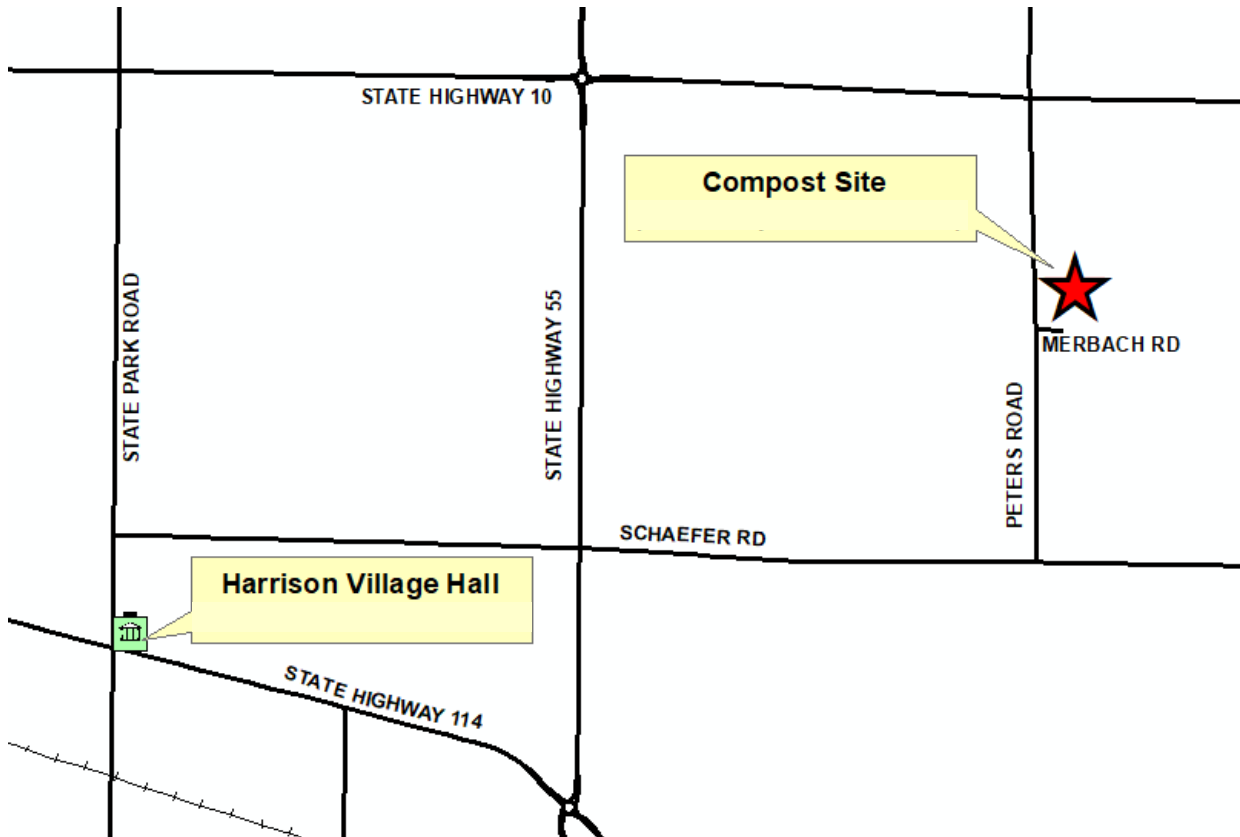 STATE HIGHWAY 10
Compost Site
STATE PARK ROAD
STATE HIGHWAY 55
MERBACH RD
PETERS ROAD
SCHAEFER RD
Harrison Village Hall
STATE HIGHWAY 114